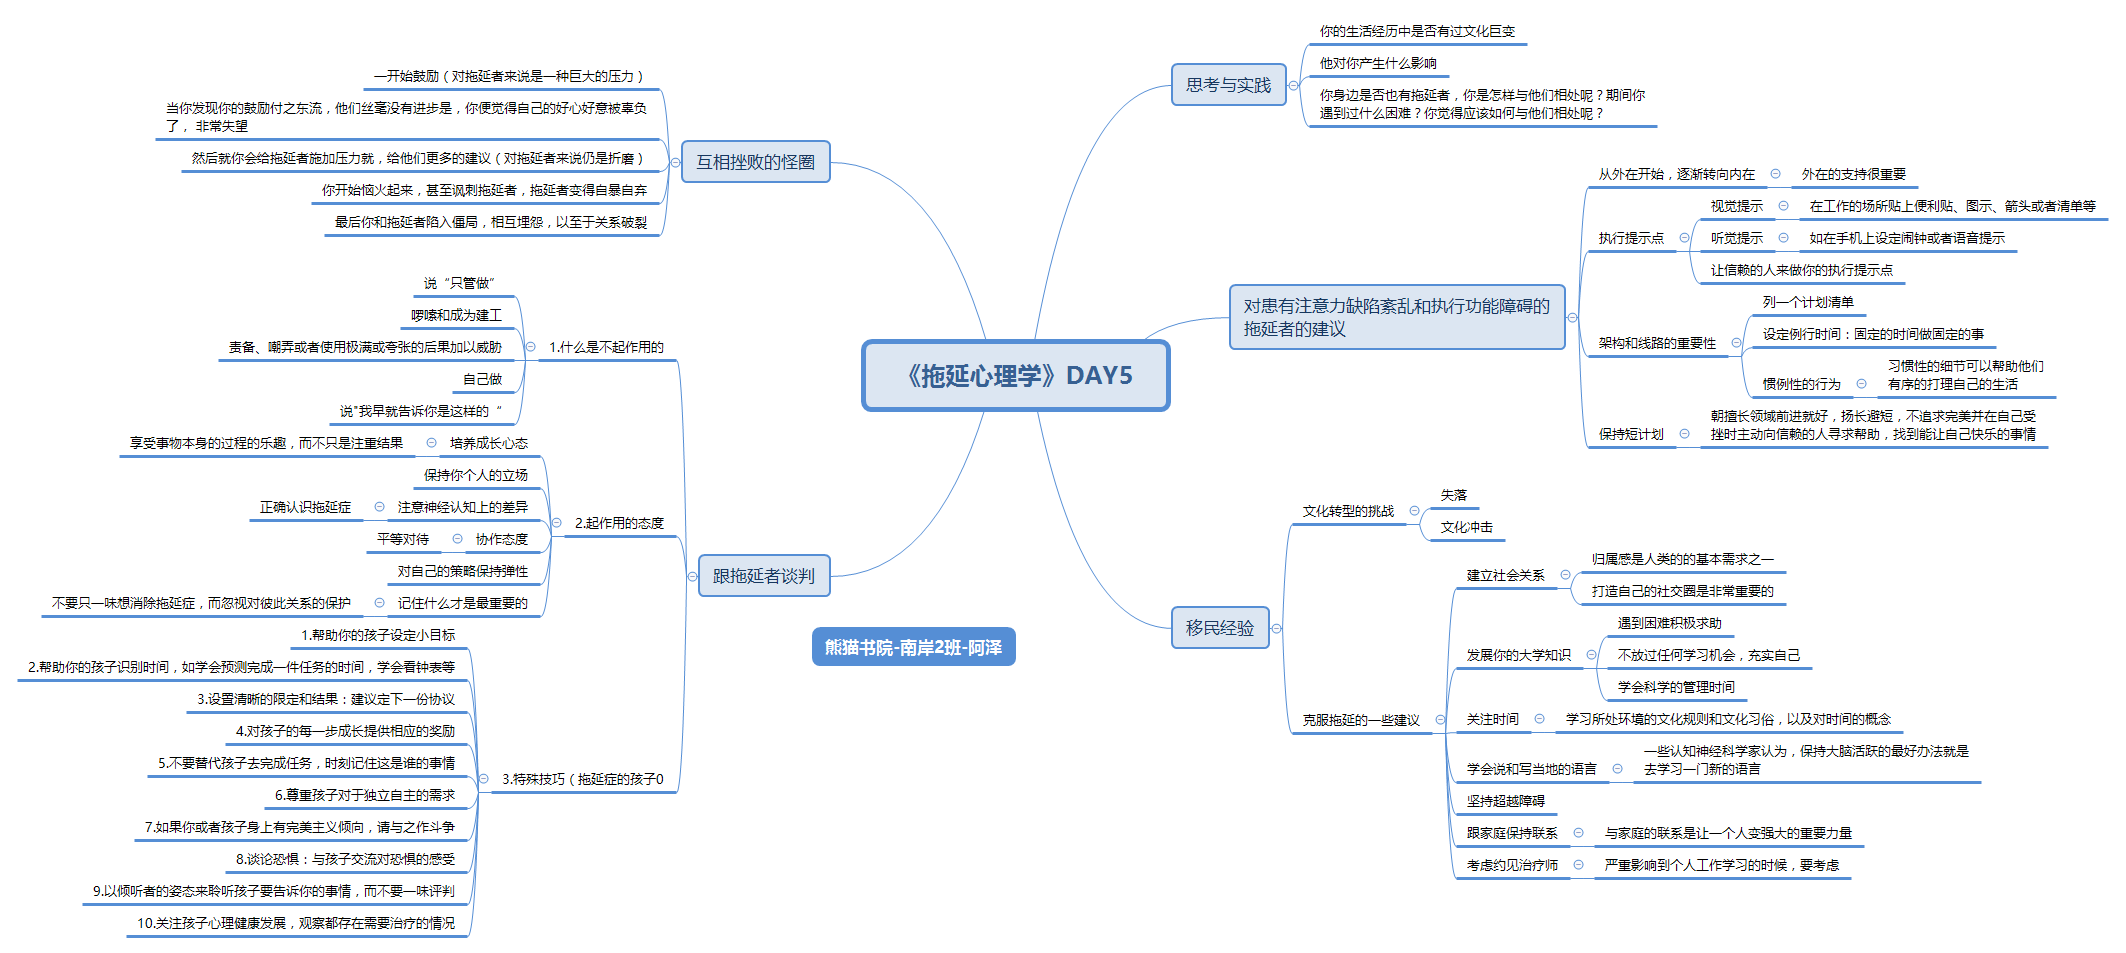 《拖延心理学》DAY5
熊猫书院-南岸2班-阿泽
思考与实践
你的生活经历中是否有过文化巨变
他对你产生什么影响
你身边是否也有拖延者，你是怎样与他们相处呢？期间你
遇到过什么困难？你觉得应该如何与他们相处呢？
对患有注意力缺陷紊乱和执行功能障碍的
拖延者的建议
从外在开始，逐渐转向内在
外在的支持很重要
执行提示点
视觉提示
在工作的场所贴上便利贴、图示、箭头或者清单等
听觉提示
如在手机上设定闹钟或者语音提示
让信赖的人来做你的执行提示点
架构和线路的重要性
列一个计划清单
设定例行时间：固定的时间做固定的事
惯例性的行为
习惯性的细节可以帮助他们
有序的打理自己的生活
保持短计划
朝擅长领域前进就好，扬长避短，不追求完美并在自己受
挫时主动向信赖的人寻求帮助，找到能让自己快乐的事情
移民经验
文化转型的挑战
失落
文化冲击
克服拖延的一些建议
建立社会关系
归属感是人类的的基本需求之一
打造自己的社交圈是非常重要的
发展你的大学知识
遇到困难积极求助
不放过任何学习机会，充实自己
学会科学的管理时间
关注时间
学习所处环境的文化规则和文化习俗，以及对时间的概念
学会说和写当地的语言
一些认知神经科学家认为，保持大脑活跃的最好办法就是
去学习一门新的语言
坚持超越障碍
跟家庭保持联系
与家庭的联系是让一个人变强大的重要力量
考虑约见治疗师
严重影响到个人工作学习的时候，要考虑
互相挫败的怪圈
一开始鼓励（对拖延者来说是一种巨大的压力）
当你发现你的鼓励付之东流，他们丝毫没有进步是，你便觉得自己的好心好意被辜负
了， 非常失望
然后就你会给拖延者施加压力就，给他们更多的建议（对拖延者来说仍是折磨）
你开始恼火起来，甚至讽刺拖延者，拖延者变得自暴自弃
最后你和拖延者陷入僵局，相互埋怨，以至于关系破裂
跟拖延者谈判
1.什么是不起作用的
说“只管做”
啰嗦和成为建工
责备、嘲弄或者使用极满或夸张的后果加以威胁
自己做
说"我早就告诉你是这样的“
2.起作用的态度
培养成长心态
享受事物本身的过程的乐趣，而不只是注重结果
保持你个人的立场
注意神经认知上的差异
正确认识拖延症
协作态度
平等对待
对自己的策略保持弹性
记住什么才是最重要的
不要只一味想消除拖延症，而忽视对彼此关系的保护
3.特殊技巧（拖延症的孩子0
1.帮助你的孩子设定小目标
2.帮助你的孩子识别时间，如学会预测完成一件任务的时间，学会看钟表等
3.设置清晰的限定和结果：建议定下一份协议
4.对孩子的每一步成长提供相应的奖励
5.不要替代孩子去完成任务，时刻记住这是谁的事情
6.尊重孩子对于独立自主的需求
7.如果你或者孩子身上有完美主义倾向，请与之作斗争
8.谈论恐惧：与孩子交流对恐惧的感受
9.以倾听者的姿态来聆听孩子要告诉你的事情，而不要一味评判
10.关注孩子心理健康发展，观察都存在需要治疗的情况